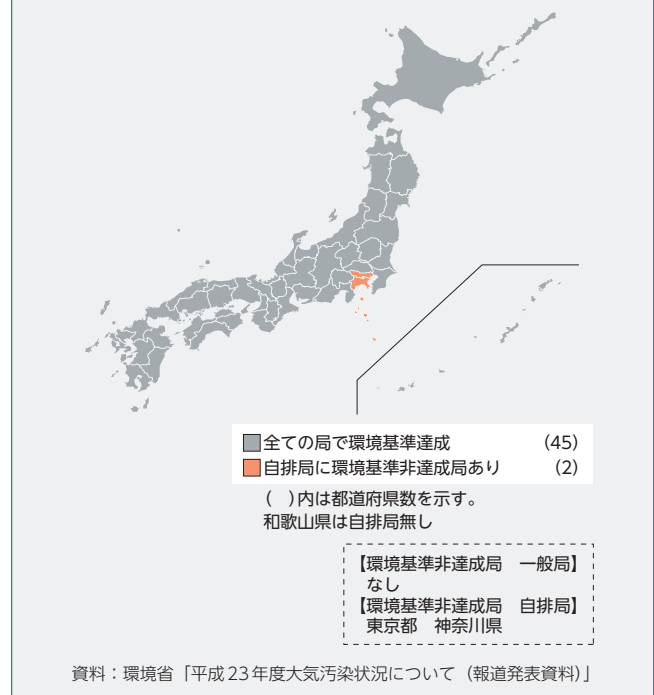 全ての局で環境基準達成 (45)
自排局に環境基準非達成局あり (2)
( )内は都道府県数を示す。
和歌山県は自排局無し
【環境基準非達成局 一般局】
なし
【環境基準非達成局 自排局】
東京都 神奈川県
資料：環境省「平成23年度大気汚染状況について（報道発表資料）」